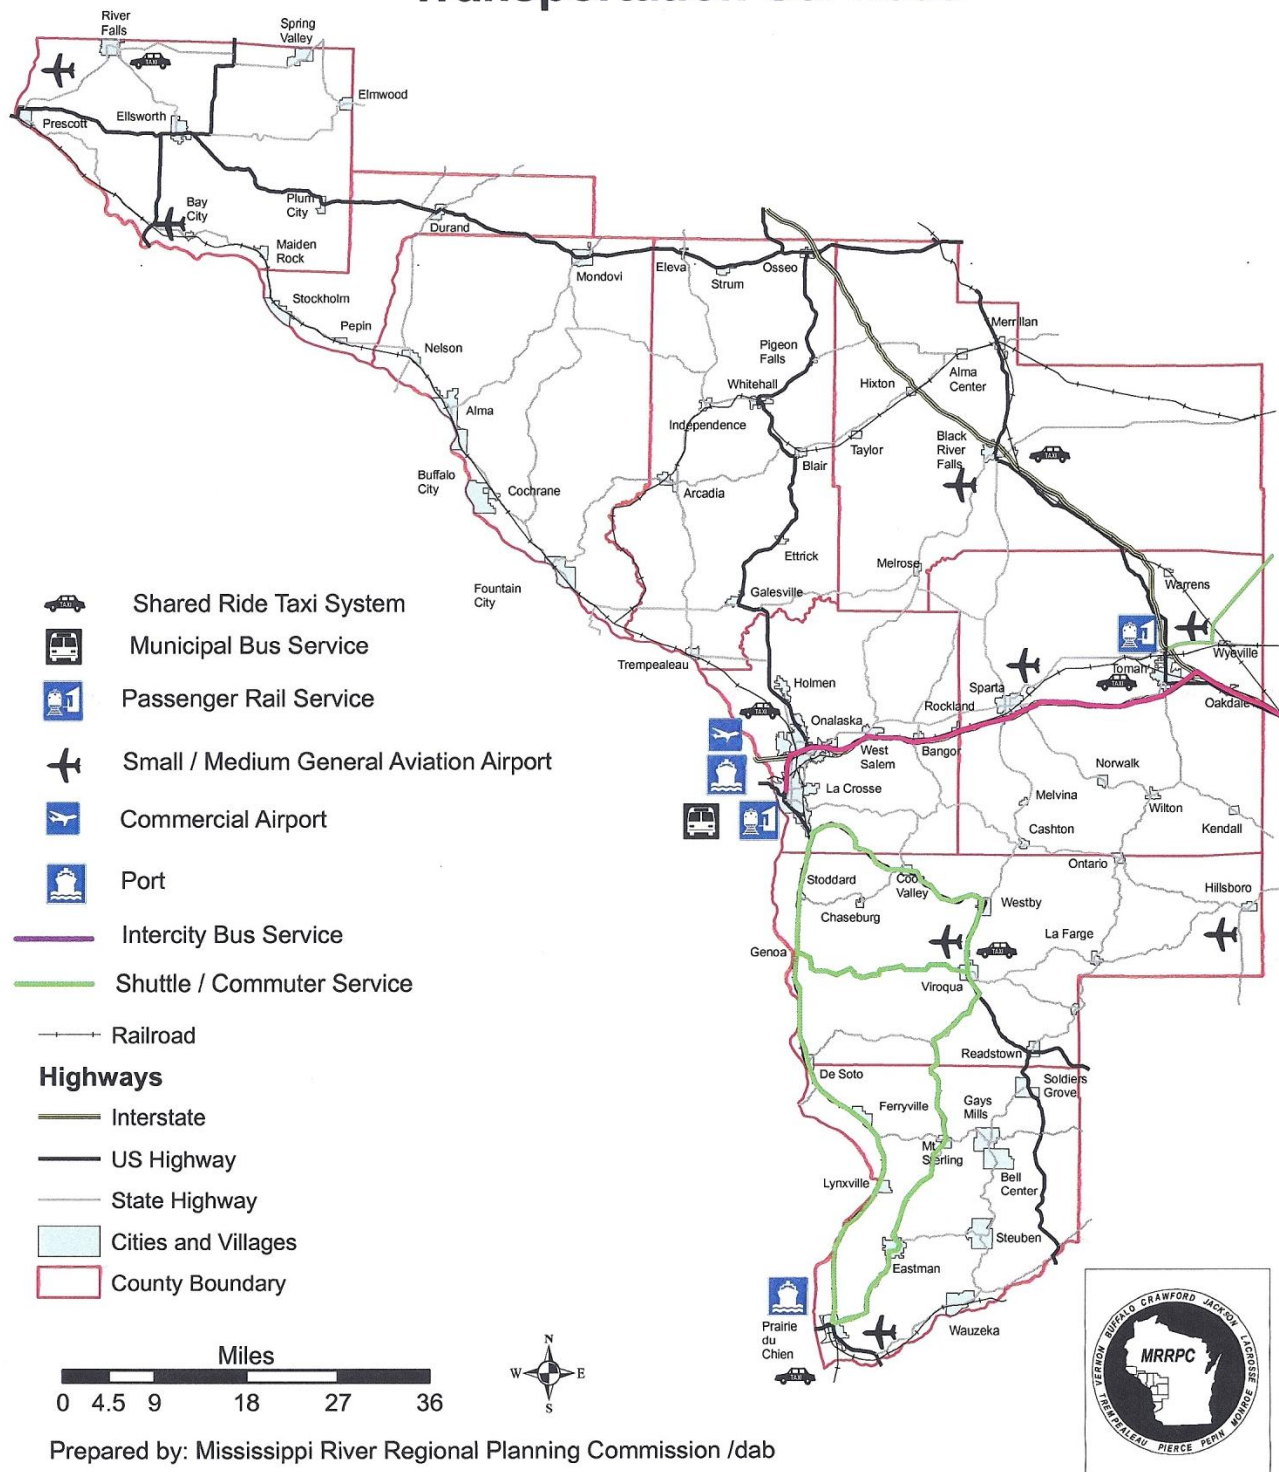 River
Falls
Spring
Valley
Elmwood
Prescott
Ellsworth
Bay
City
Plum
City
Durand
Maiden
Rock
Mondovi
Eleva
Strum
Osseo
Stockholm
Pepin
Nelson
Merrillan
Pigeon
Falls
Alma
Center
Hixton
Whitehall
Alma
Independence
Taylor
Black
River
Falls
TAXI
Blair
Buffalo
City
Cochrane
Arcadia
Ettrick
Melrose
Fountain
City
Galesville
Warrens
Wyeville
Trempealeau
Tomah
TAXI
Holmen
Sparta
Rockland
Oakdale
TAXI
Onalaska
West
Salem
Bangor
La Crosse
Norwalk
Melvina
Wilton
Kendall
Cashton
Ontario
Hillsboro
Stoddard
Coon
Valley
Chaseburg
Westby
La Farge
Genoa
TAXI
Viroqua
Readstown
De Soto
Soldiers
Grove
Ferryville
Gays
Mills
Mt
Sterling
Lynxville
Bell
Center
Steuben
Eastman
Prairie
du
Chien
Wauzeka
TAXI
TAXI
Shared Ride Taxi System
Municipal Bus Service
Passenger Rail Service
Small / Medium General Aviation Airport
Commercial Airport
Port
Intercity Bus Service
Shuttle / Commuter Service
Railroad
Highways
Interstate
US Highway
State Highway
Cities and Villages
County Boundary
Miles
0 4.5 9 18 27 36
N
W E
S
VERNON BUFFALO CRAWFORD JACKSON LACROSSE
MRRPC
TREMPEALEAU PIERCE PEPIN MONROE
Prepared by: Mississippi River Regional Planning Commission /dab